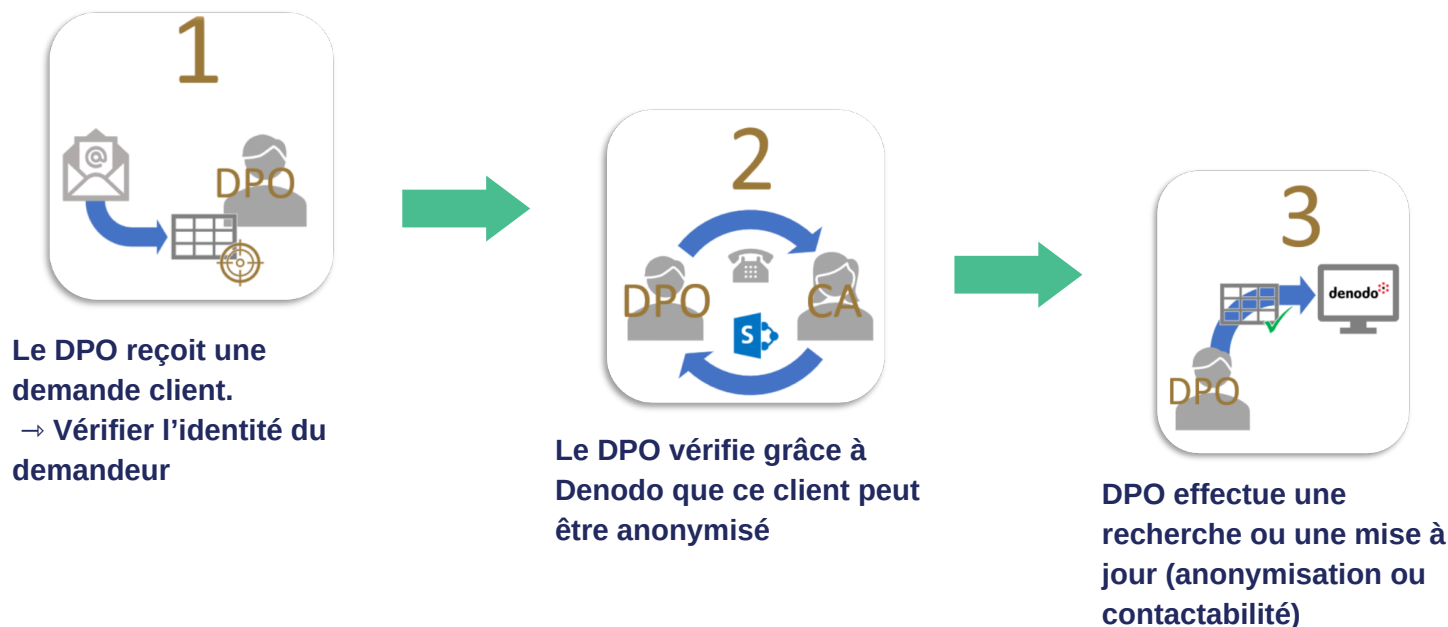 1
@
DPO
Le DPO reçoit une
demande client.
→ Vérifier l’identité du
demandeur
2
DPO
CA
S
Le DPO vérifie grâce à
Denodo que ce client peut
être anonymisé
3
denodo
DPO
DPO effectue une
recherche ou une mise à
jour (anonymisation ou
contactabilité)